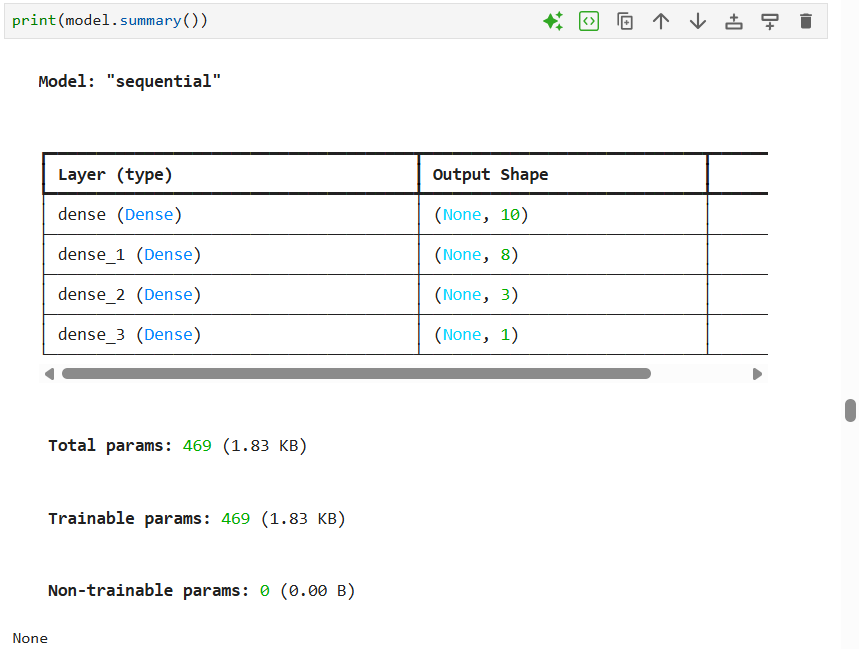 print(model.summary())
Model: "sequential"
Layer (type) Output Shape
dense (Dense) (None, 10)
dense_1 (Dense) (None, 8)
dense_2 (Dense) (None, 3)
dense_3 (Dense) (None, 1)
Total params: 469 (1.83 KB)
Trainable params: 469 (1.83 KB)
Non-trainable params: 0 (0.00 B)
None